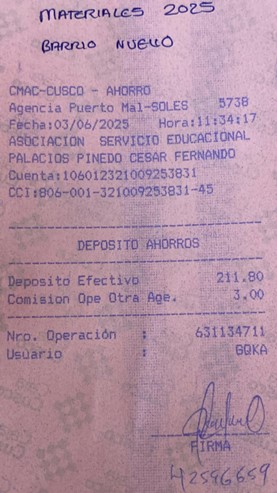 MATERIALES 2025
BARRIO NUEVO
CMAC-CUSCO - AHORRO
Agencia Puerto Mal-SOLES 5738
Fecha:03/06/2025 Hora:11:34:17
ASOCIACION SERVICIO EDUCACIONAL
PALACIOS PINEDO CESAR FERNANDO
Cuenta:106012321009253831
CCI:806-001-321009253831-45
DEPOSITO AHORROS
Deposito Efectivo 211.80
Comision Ope Otra Age. 3.00
Nro. Operación : 631134711
Usuario : GQKA
FIRMA
42596659